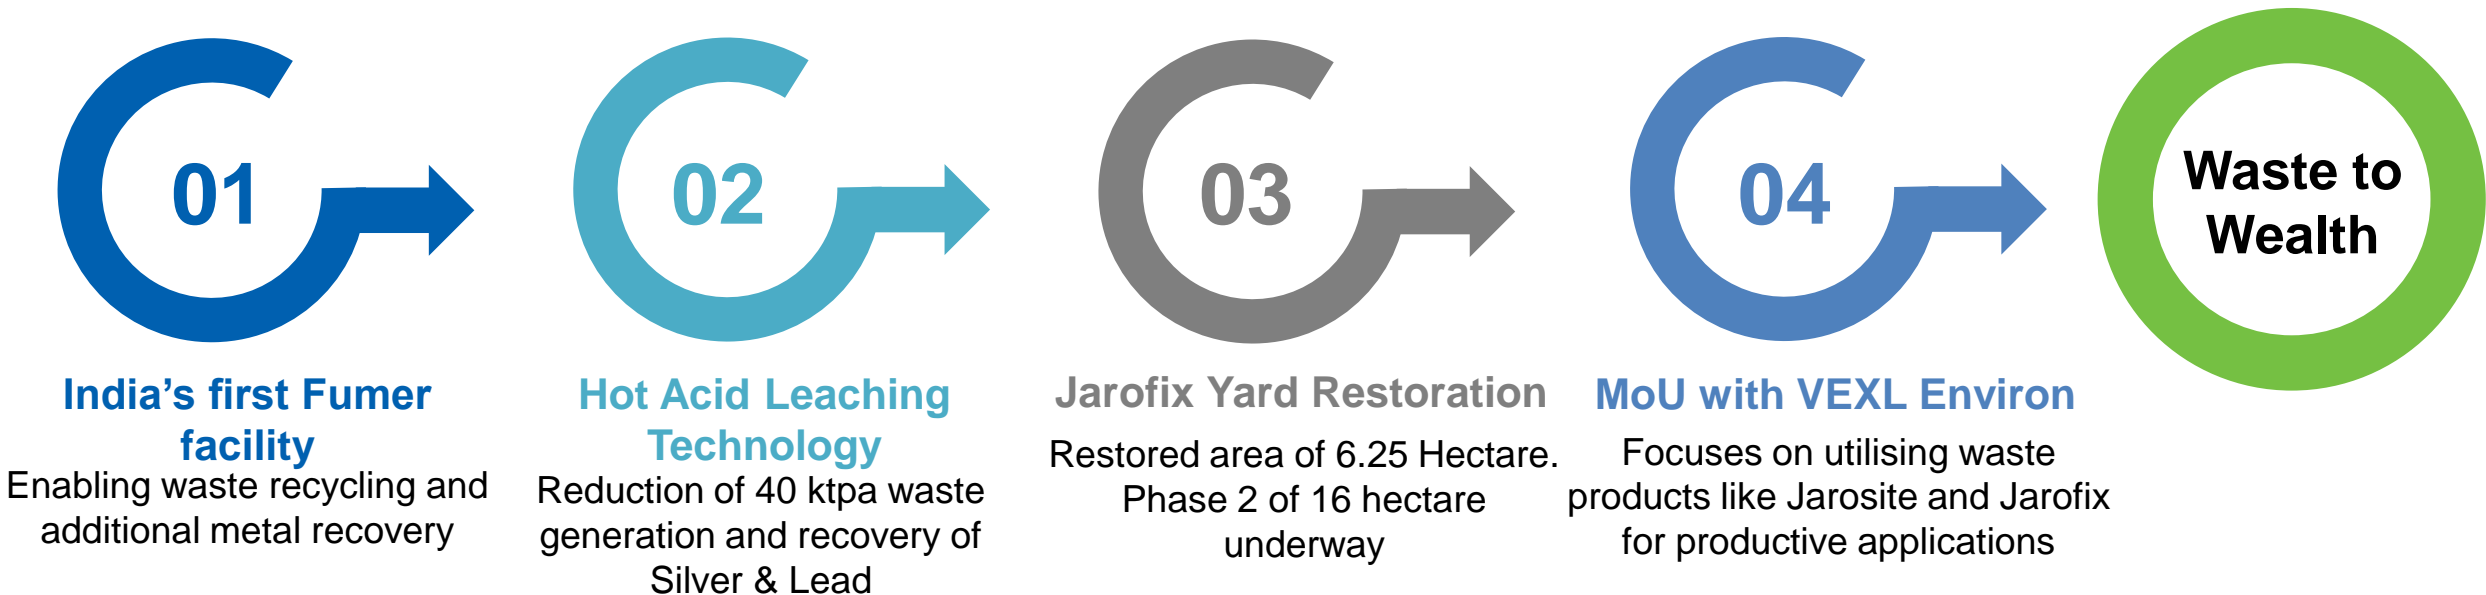 01
India’s first Fumer
facility
Enabling waste recycling and
additional metal recovery
02
Hot Acid Leaching
Technology
Reduction of 40 ktpa waste
generation and recovery of
Silver & Lead
03
Jarofix Yard Restoration
Restored area of 6.25 Hectare.
Phase 2 of 16 hectare
underway
04
MoU with VEXL Environ
Focuses on utilising waste
products like Jarosite and Jarofix
for productive applications
Waste to
Wealth